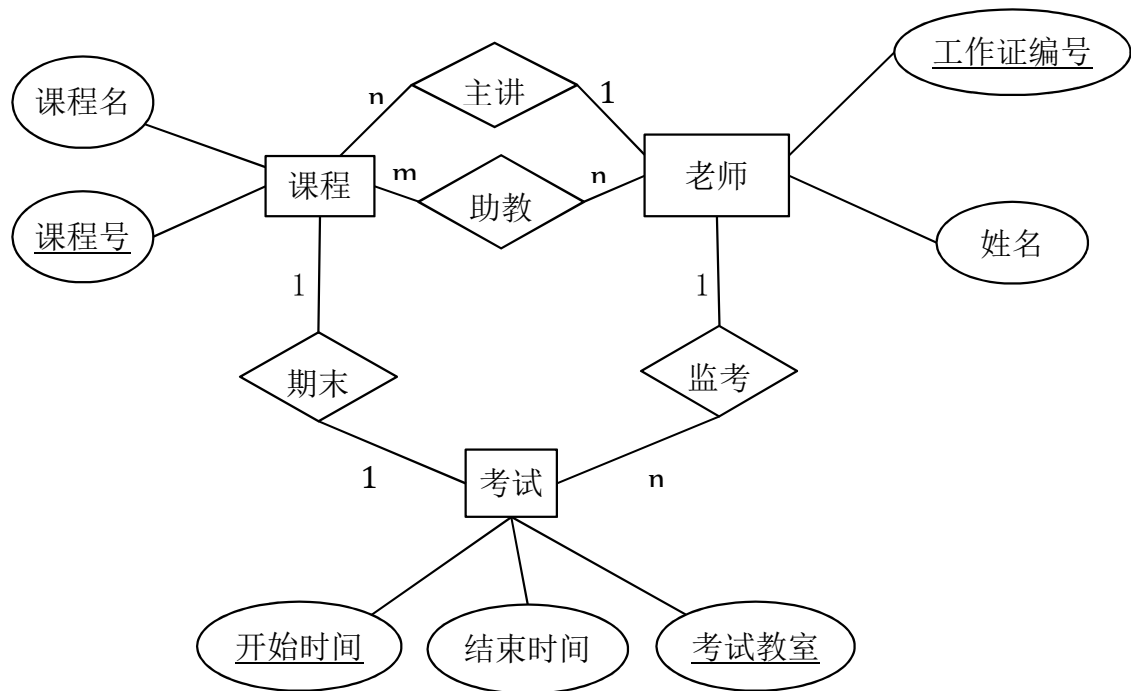 工作证编号
课程名
n
主讲
1
课程
m
助教
n
老师
课程号
姓名
1
1
期末
监考
1
考试
n
开始时间
结束时间
考试教室